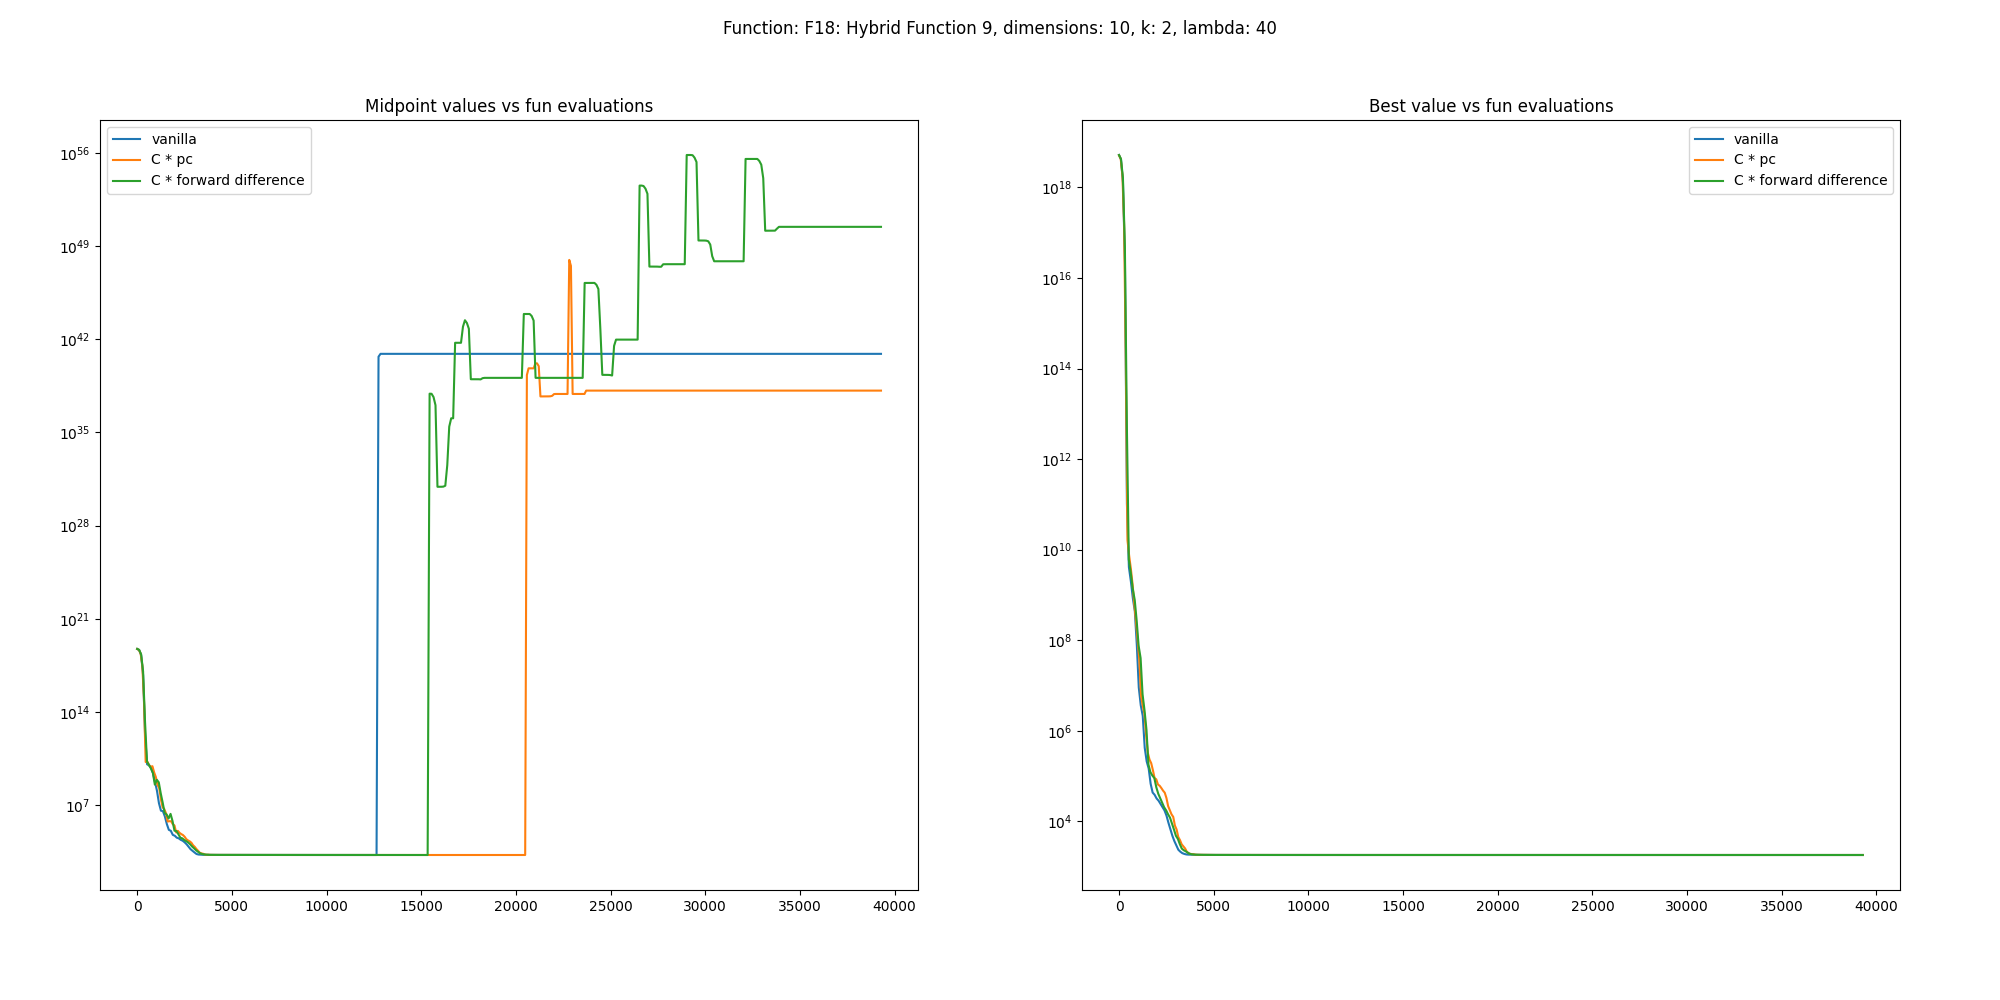 Function: F18: Hybrid Function 9, dimensions: 10, k: 2, lambda: 40
Midpoint values vs fun evaluations
vanilla
C * pc
C * forward difference
10^56
10^49
10^42
10^35
10^28
10^21
10^14
10^7
0 5000 10000 15000 20000 25000 30000 35000 40000
Best value vs fun evaluations
vanilla
C * pc
C * forward difference
10^18
10^16
10^14
10^12
10^10
10^8
10^6
10^4
0 5000 10000 15000 20000 25000 30000 35000 40000